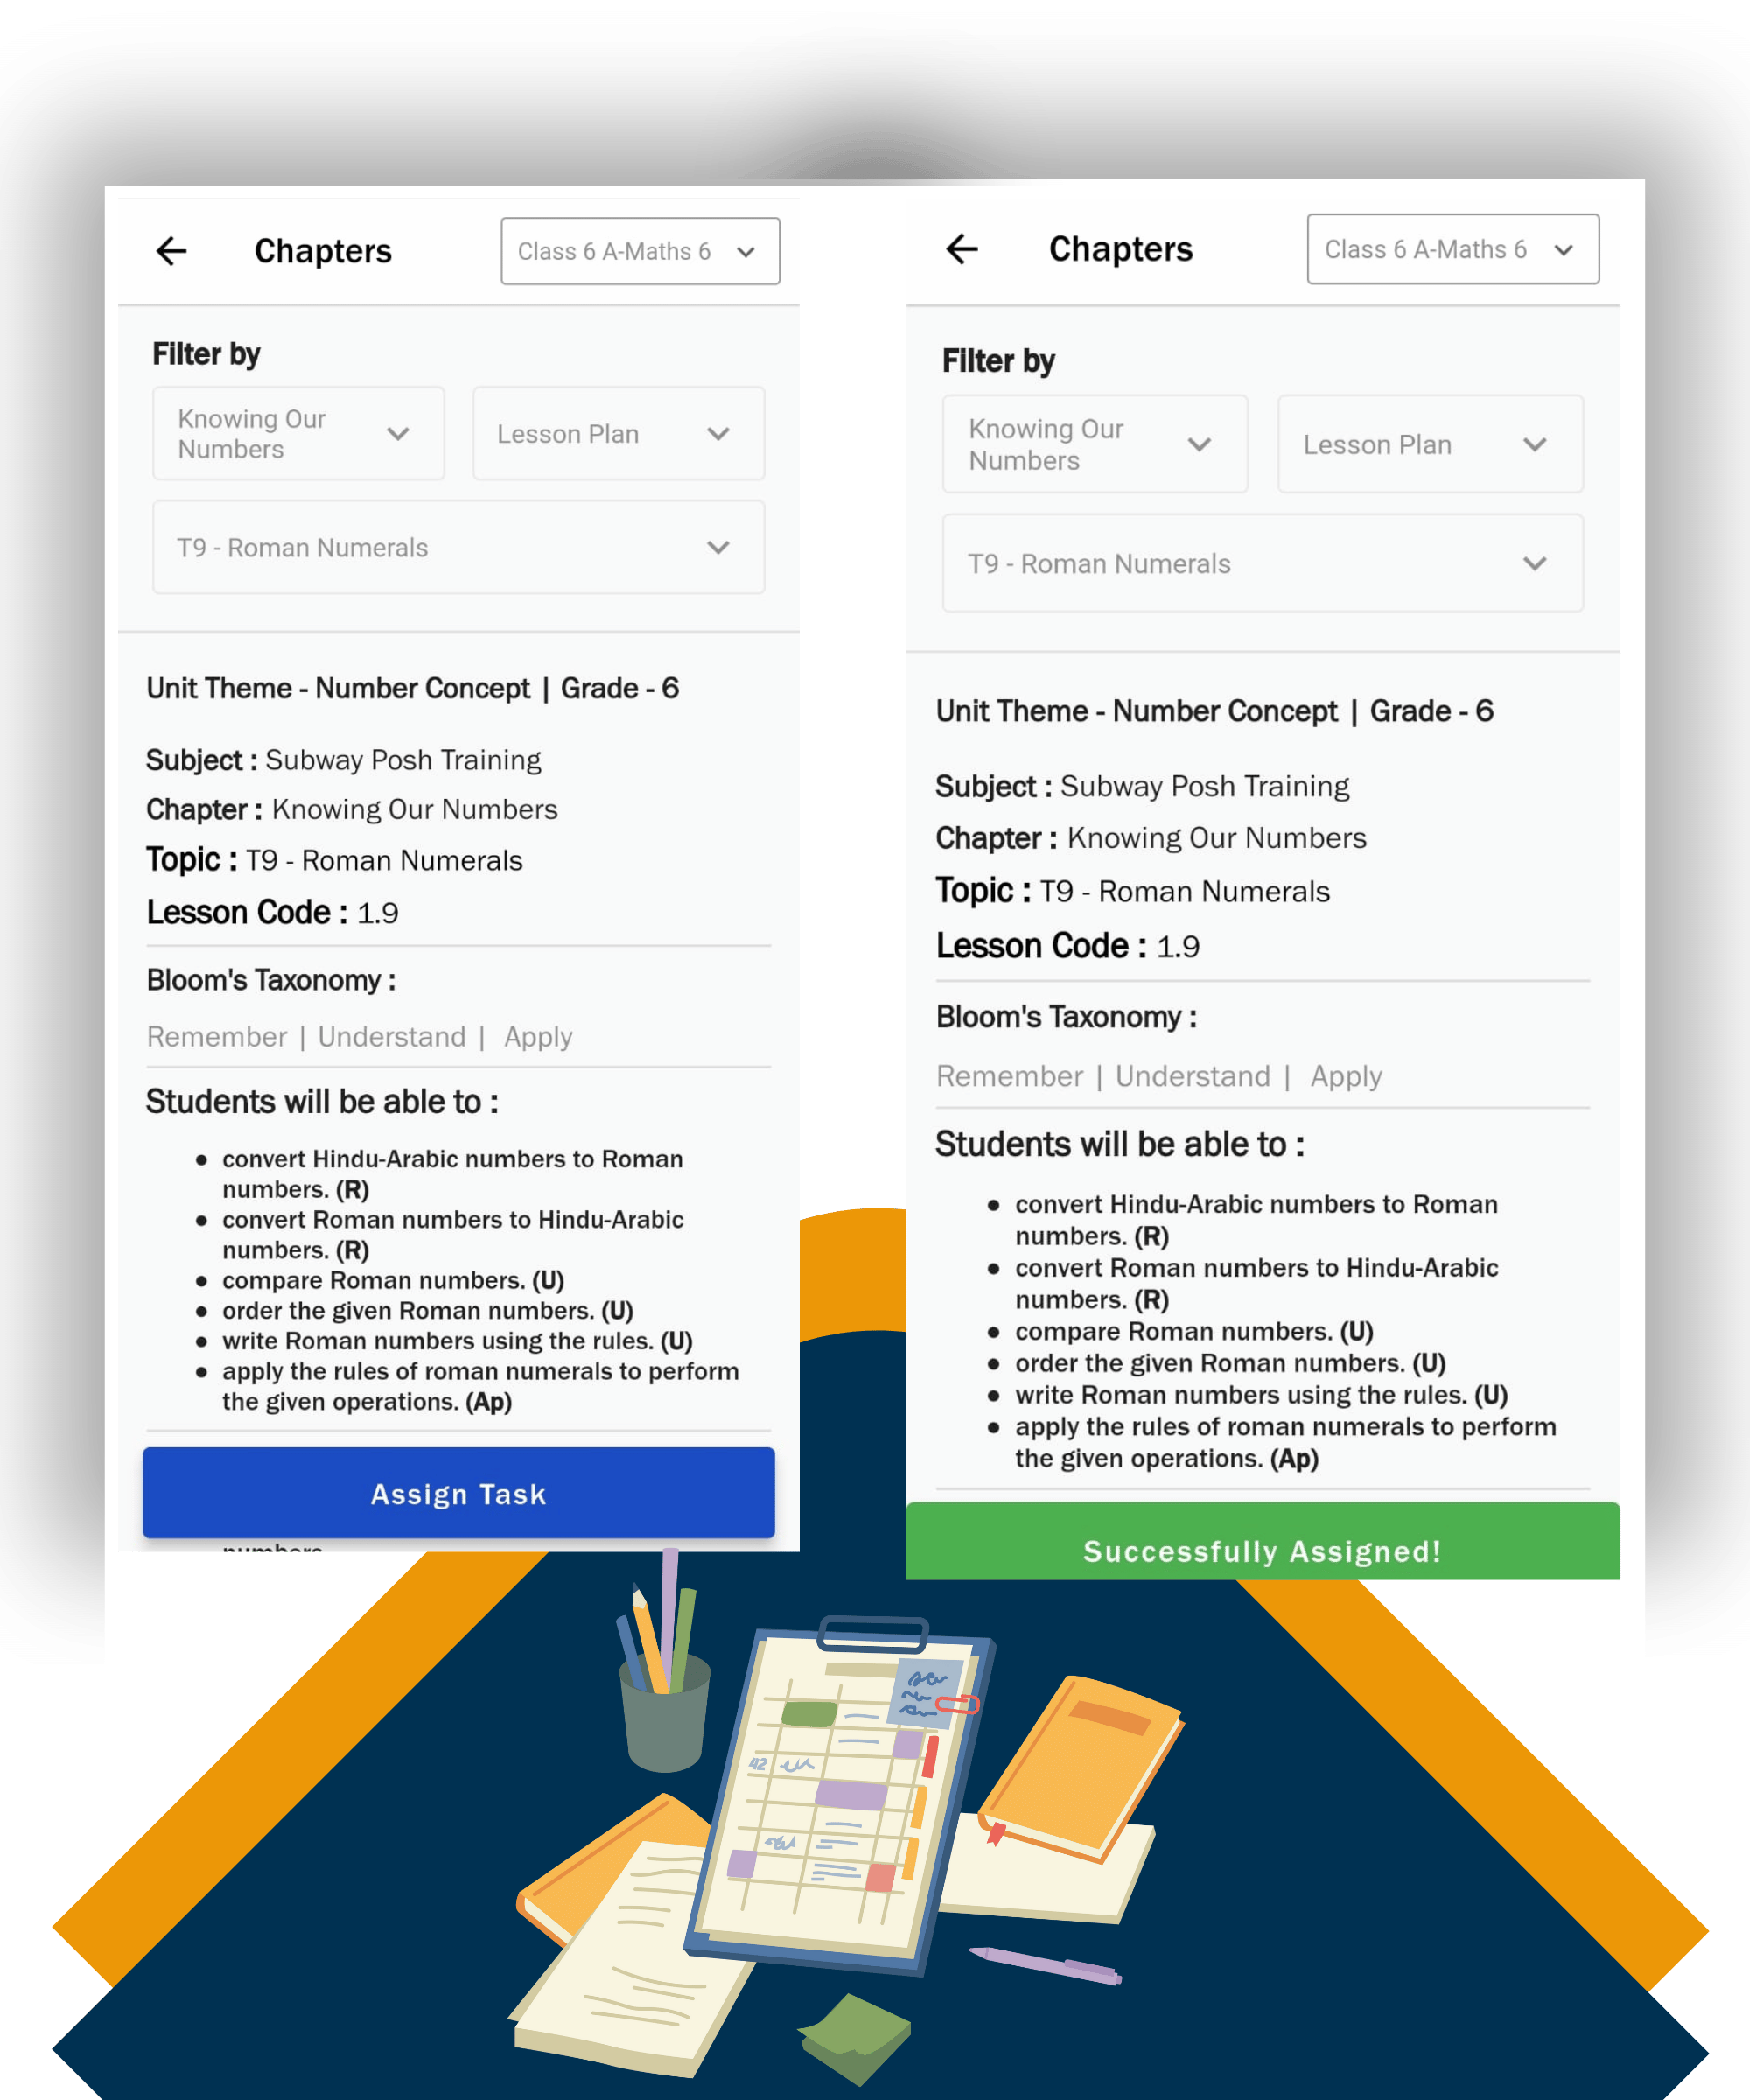 Chapters
Class 6 A-Maths 6
Filter by
Knowing Our
Numbers
Lesson Plan
T9 - Roman Numerals
Unit Theme - Number Concept | Grade - 6
Subject : Subway Posh Training
Chapter : Knowing Our Numbers
Topic : T9 - Roman Numerals
Lesson Code : 1.9
Bloom's Taxonomy :
Remember | Understand | Apply
Students will be able to :
convert Hindu-Arabic numbers to Roman
numbers. (R)
convert Roman numbers to Hindu-Arabic
numbers. (R)
compare Roman numbers. (U)
order the given Roman numbers. (U)
write Roman numbers using the rules. (U)
apply the rules of roman numerals to perform
the given operations. (Ap)
Assign Task
numbers
Chapters
Class 6 A-Maths 6
Filter by
Knowing Our
Numbers
Lesson Plan
T9 - Roman Numerals
Unit Theme - Number Concept | Grade - 6
Subject : Subway Posh Training
Chapter : Knowing Our Numbers
Topic : T9 - Roman Numerals
Lesson Code : 1.9
Bloom's Taxonomy :
Remember | Understand | Apply
Students will be able to :
convert Hindu-Arabic numbers to Roman
numbers. (R)
convert Roman numbers to Hindu-Arabic
numbers. (R)
compare Roman numbers. (U)
order the given Roman numbers. (U)
write Roman numbers using the rules. (U)
apply the rules of roman numerals to perform
the given operations. (Ap)
Successfully Assigned!